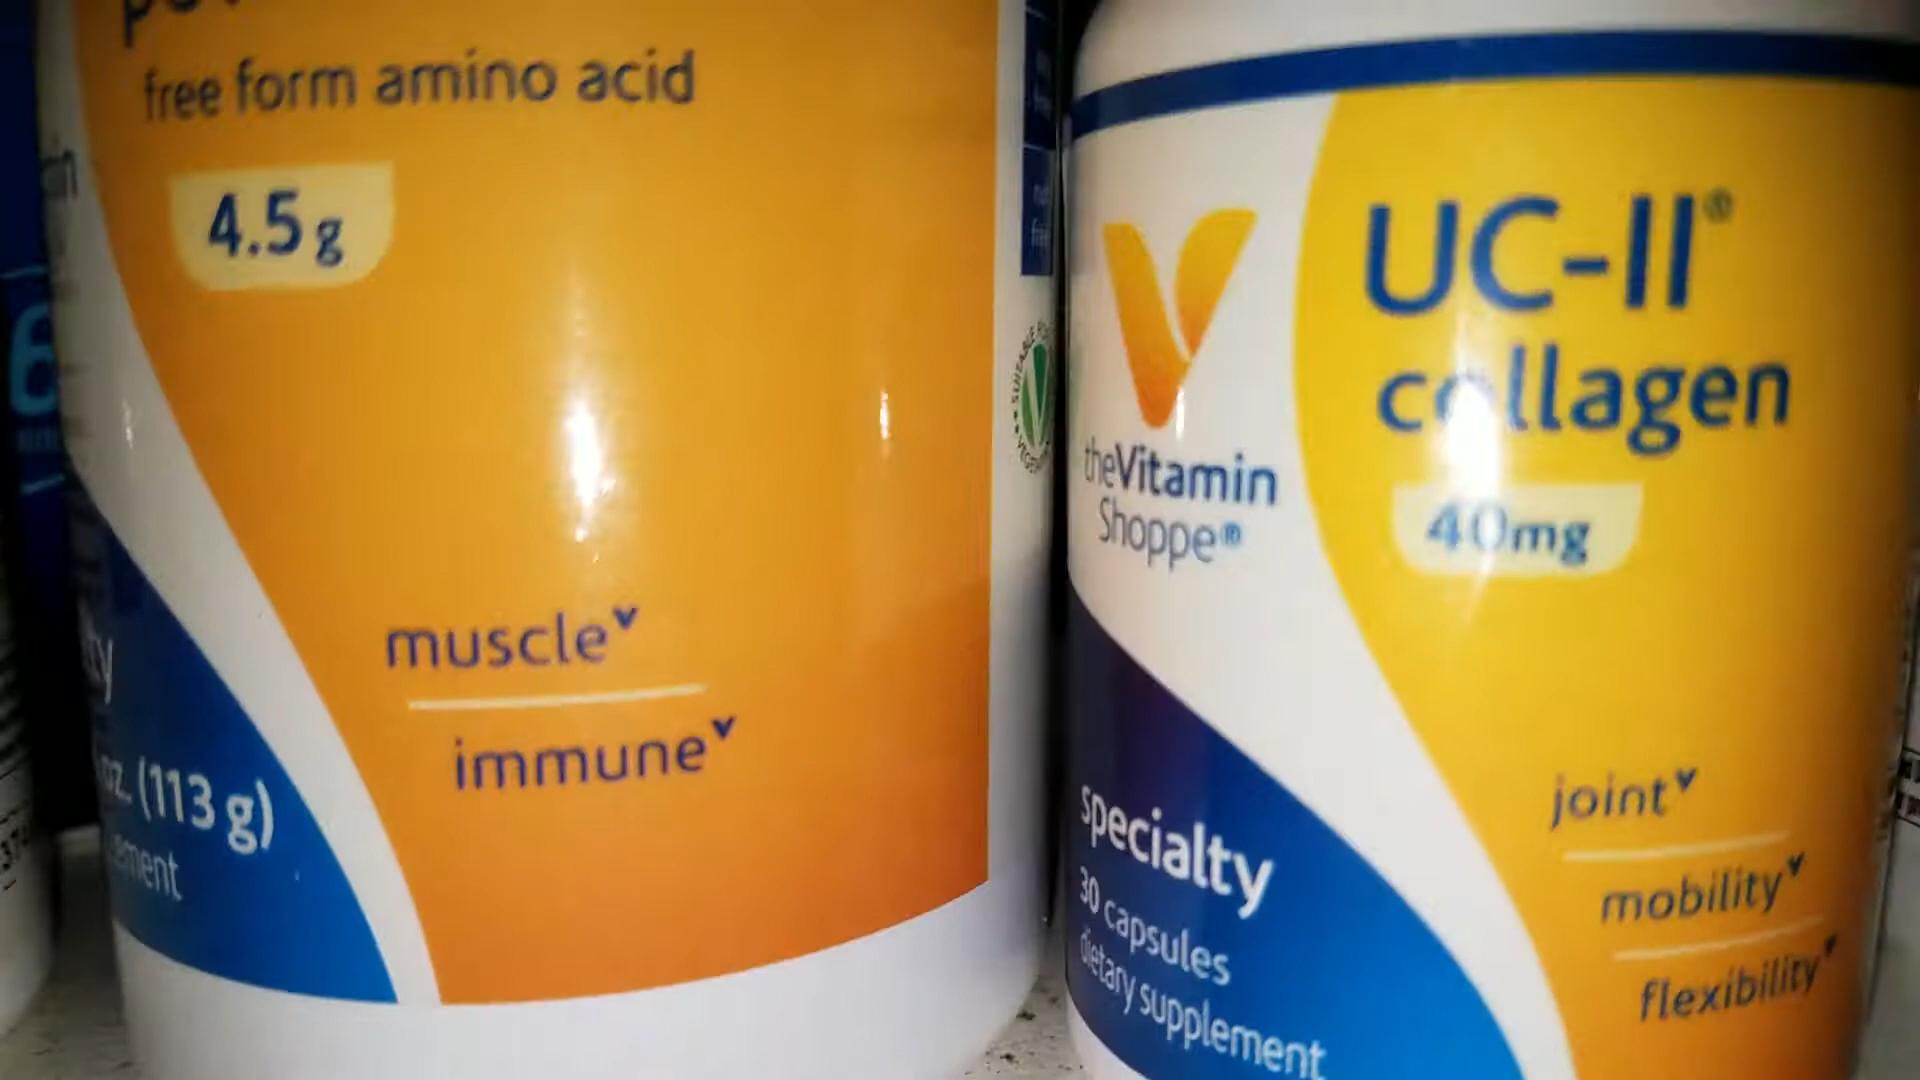 free form amino acid
4.5 g
muscle
immune
oz. (113 g)
UC-II®
collagen
40mg
theVitamin
Shoppe®
joint
mobility
flexibility
specialty
30 capsules
dietary supplement